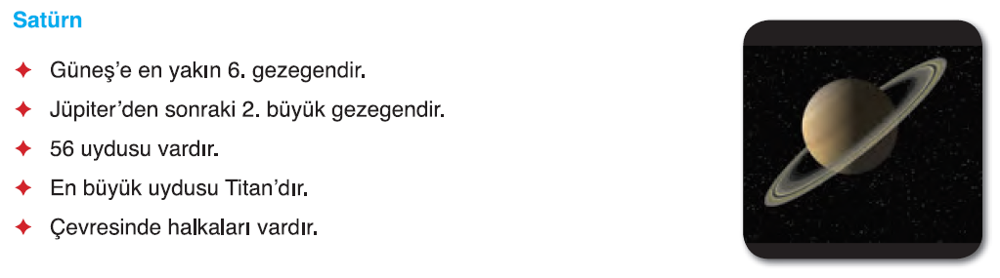 Satürn
Güneş'e en yakın 6. gezegendir.
Jüpiter'den sonraki 2. büyük gezegendir.
56 uydusu vardır.
En büyük uydusu Titan'dır.
Çevresinde halkaları vardır.